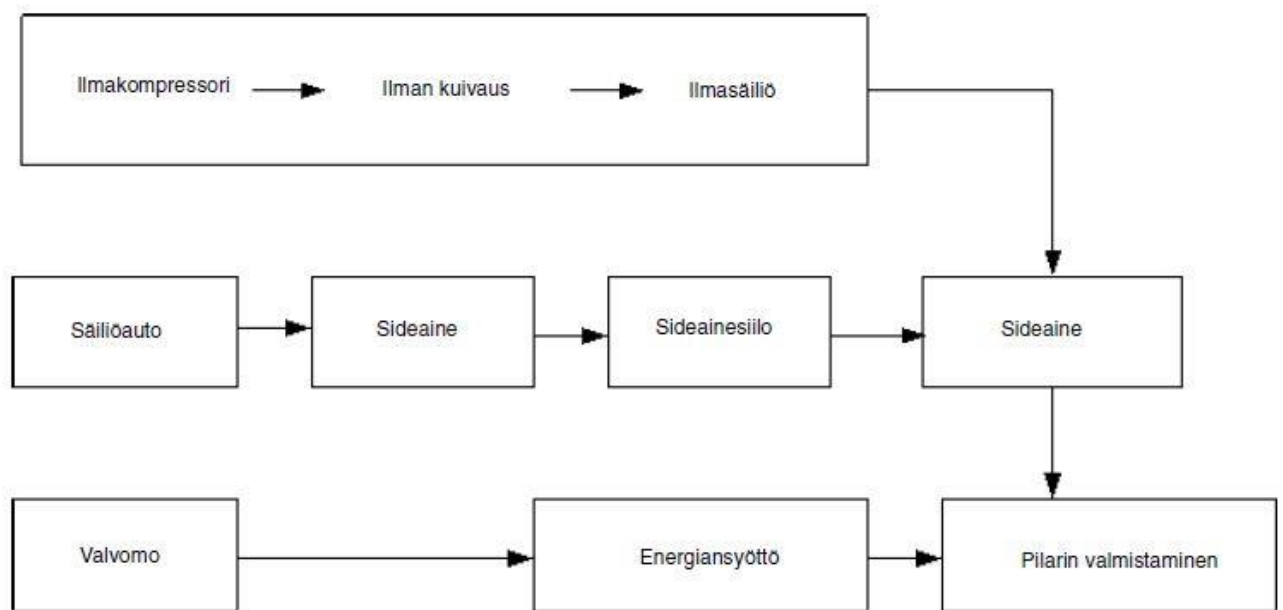 Ilmakompressori Ilman kuivaus Ilmasäiliö
Säiliöauto Sideaine Sideainesiilo Sideaine
Valvomo Energiansyöttö Pilarin valmistaminen